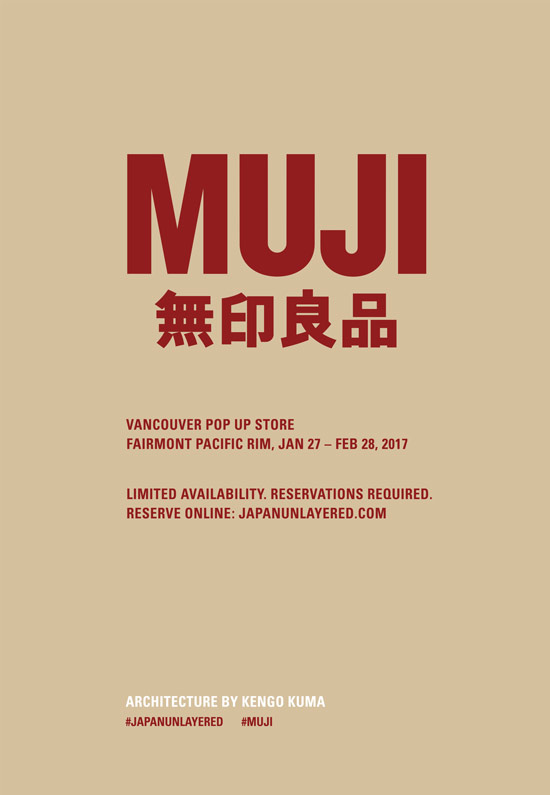 MUJI
無印良品
VANCOUVER POP UP STORE
FAIRMONT PACIFIC RIM, JAN 27 – FEB 28, 2017
LIMITED AVAILABILITY. RESERVATIONS REQUIRED.
RESERVE ONLINE: JAPANUNLAYERED.COM
ARCHITECTURE BY KENGO KUMA
#JAPANUNLAYERED #MUJI